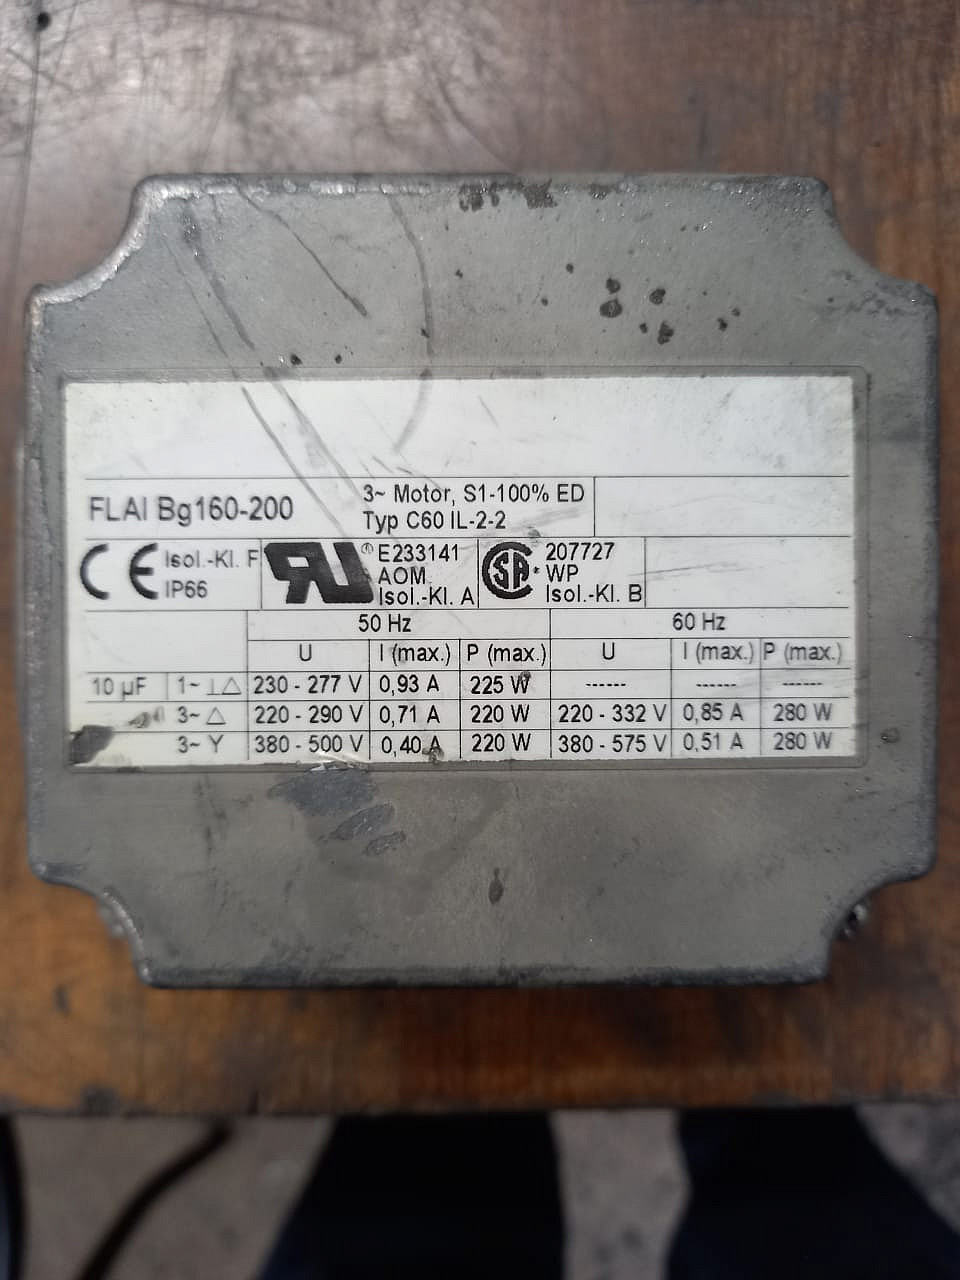 FLAI Bg160-200
3~ Motor, S1-100% ED
Typ C60 IL-2-2
CE Isol.-Kl. F
IP66
RU ® E233141
AOM
Isol.-Kl. A
SA * 207727
WP
Isol.-Kl. B
50 Hz 60 Hz
U I (max.) P (max.) U I (max.) P (max.)
10 µF 1~ ⊥△ 230 - 277 V 0,93 A 225 W ------ ------ ------
3~ △ 220 - 290 V 0,71 A 220 W 220 - 332 V 0,85 A 280 W
3~ Y 380 - 500 V 0,40 A 220 W 380 - 575 V 0,51 A 280 W